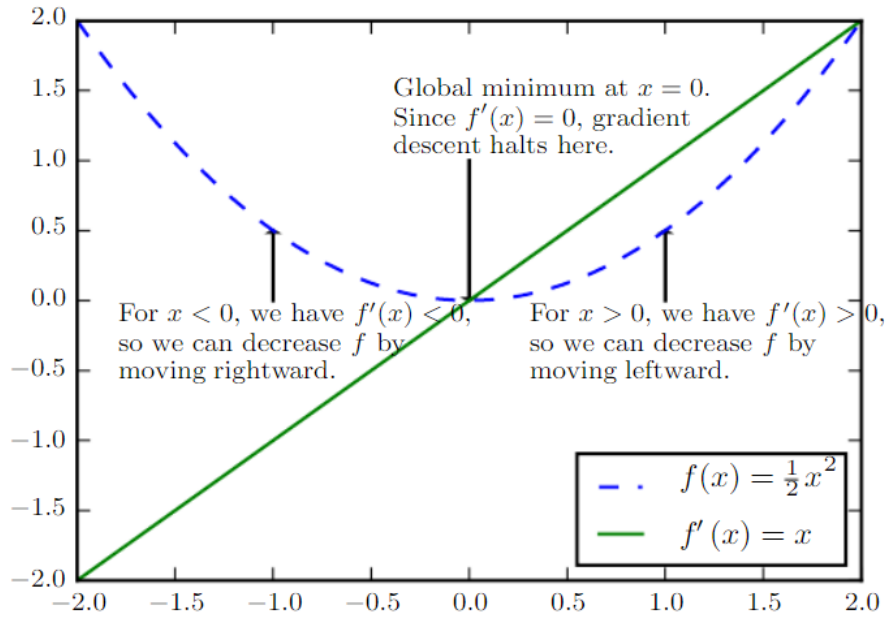 2.0
1.5
1.0
0.5
0.0
−0.5
−1.0
−1.5
−2.0
Global minimum at x = 0.
Since f′(x) = 0, gradient
descent halts here.
For x < 0, we have f′(x) < 0,
so we can decrease f by
moving rightward.
For x > 0, we have f′(x) > 0,
so we can decrease f by
moving leftward.
f(x) = ½x²
f′(x) = x
−2.0 −1.5 −1.0 −0.5 0.0 0.5 1.0 1.5 2.0